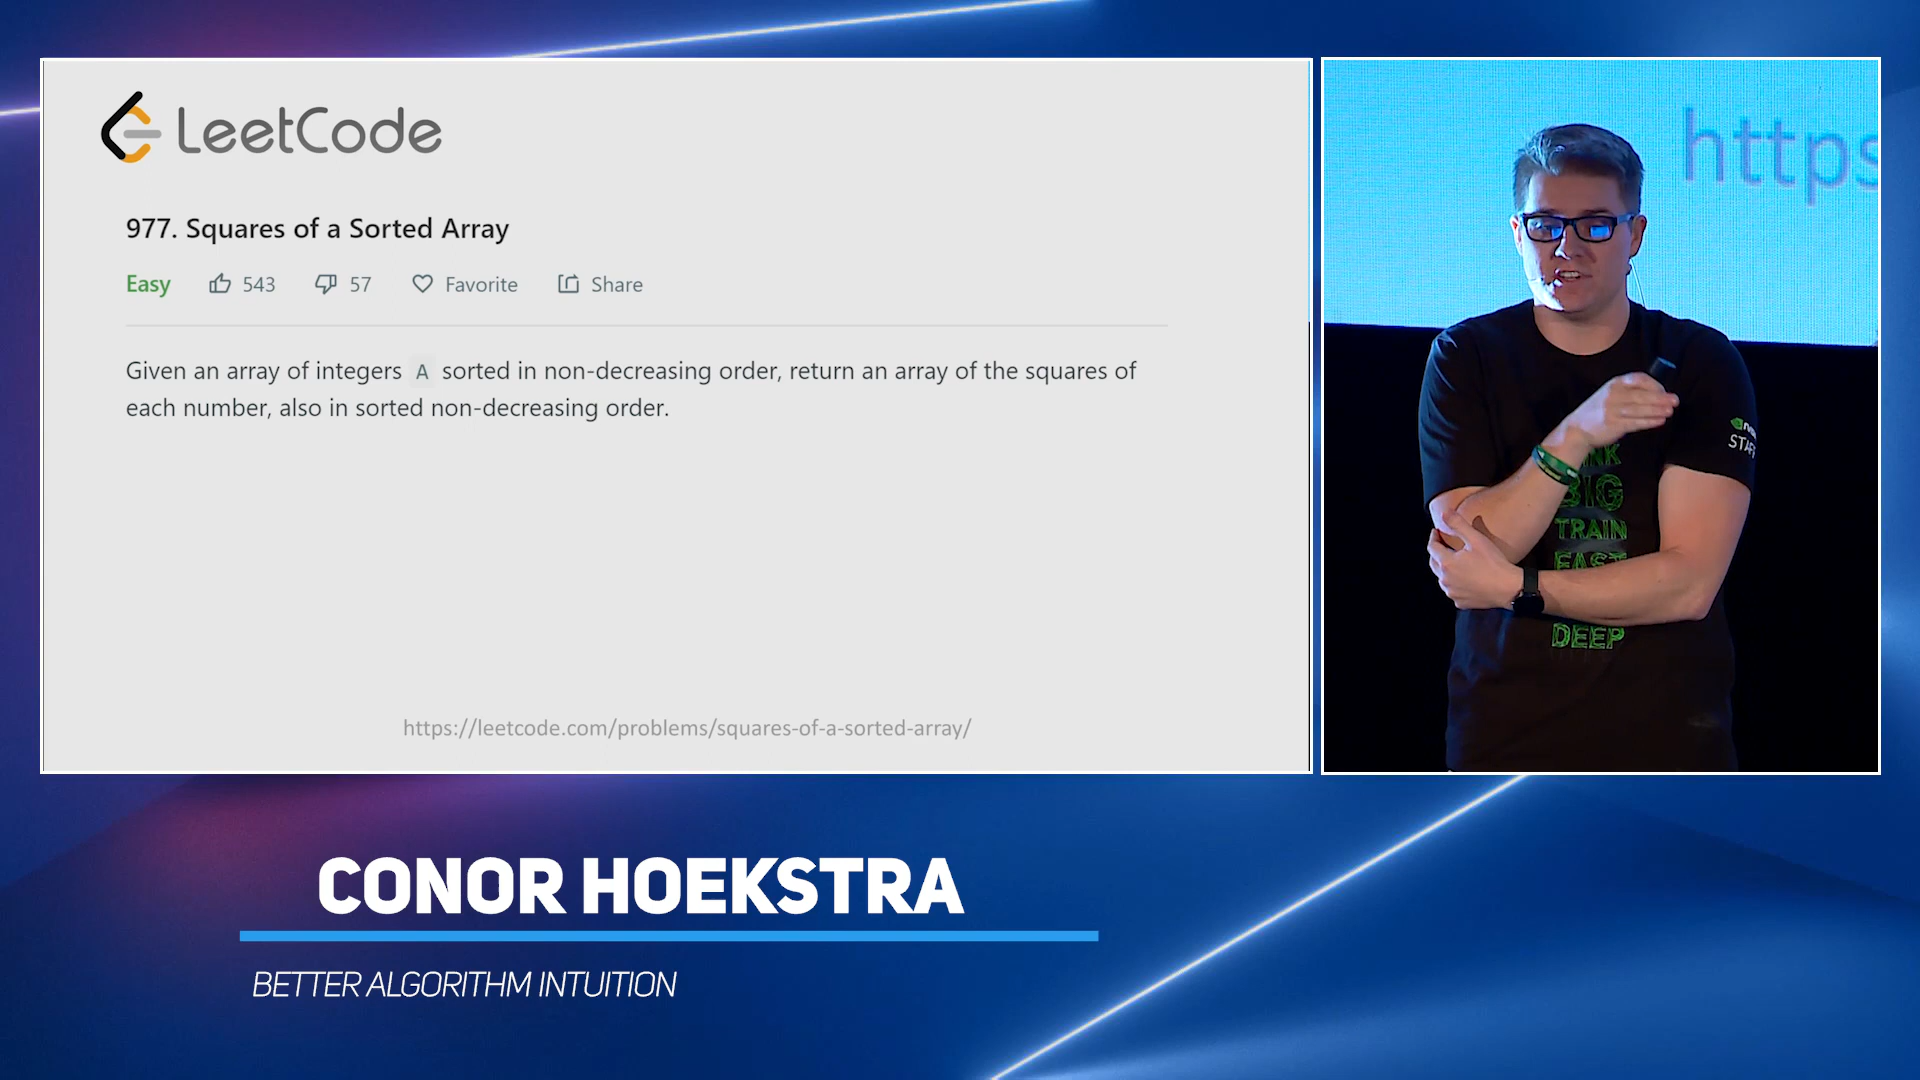 LeetCode
977. Squares of a Sorted Array
Easy 543 57 Favorite Share
Given an array of integers A sorted in non-decreasing order, return an array of the squares of
each number, also in sorted non-decreasing order.
https://leetcode.com/problems/squares-of-a-sorted-array/
https
BIG
TRAIN
FAST
DEEP
CONOR HOEKSTRA
BETTER ALGORITHM INTUITION